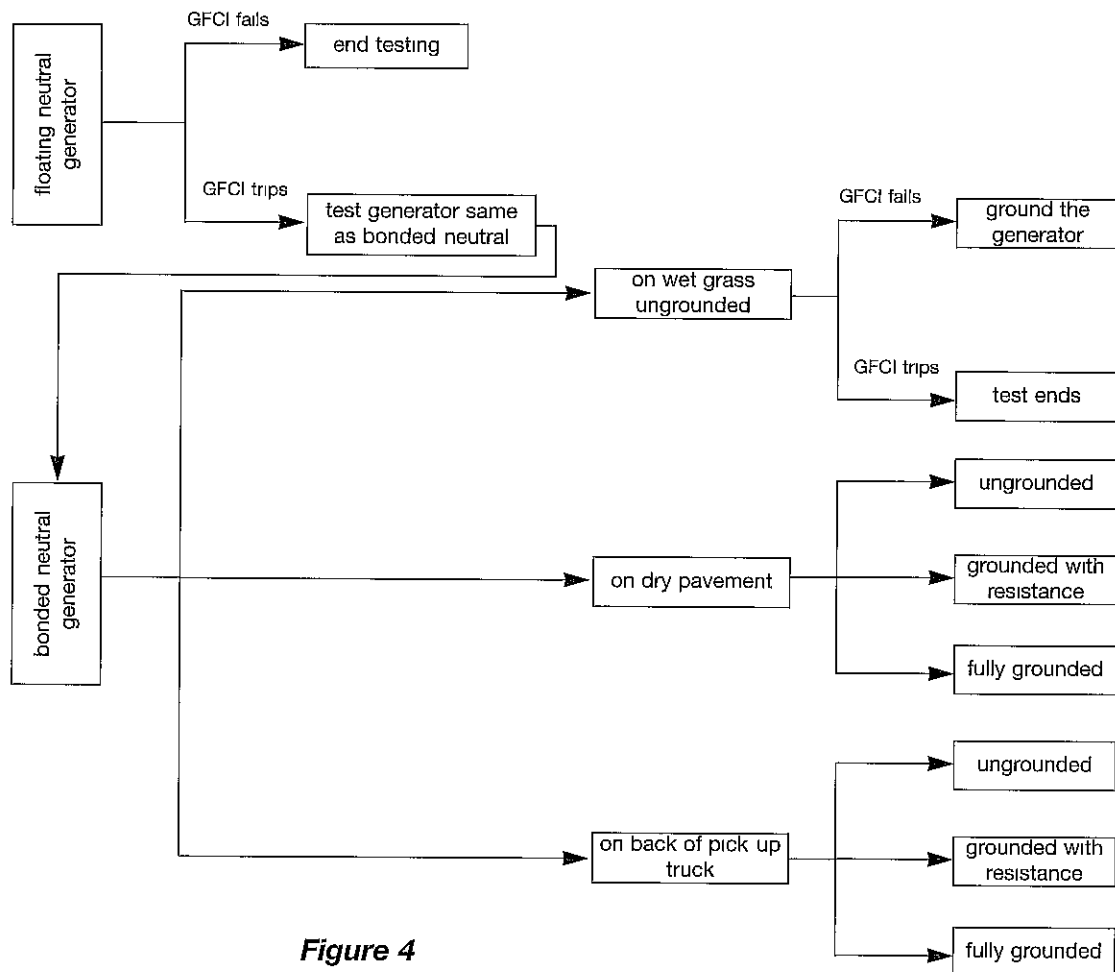 GFCI fails
end testing
floating neutral
generator
GFCI trips
test generator same
as bonded neutral
GFCI fails
ground the
generator
on wet grass
ungrounded
GFCI trips
test ends
bonded neutral
generator
on dry pavement
ungrounded
grounded with
resistance
fully grounded
on back of pick up
truck
ungrounded
grounded with
resistance
fully grounded
Figure 4